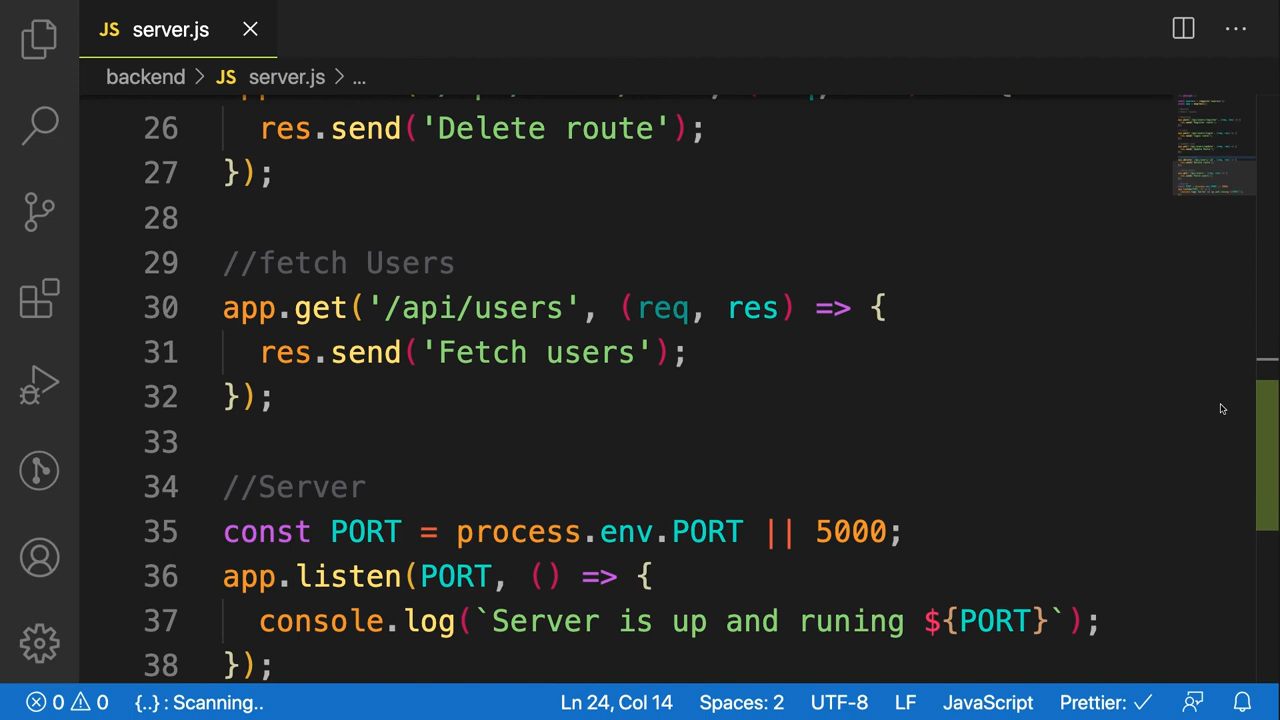 JS server.js
backend > JS server.js > ...
26 res.send('Delete route');
27 });
28
29 //fetch Users
30 app.get('/api/users', (req, res) => {
31 res.send('Fetch users');
32 });
33
34 //Server
35 const PORT = process.env.PORT || 5000;
36 app.listen(PORT, () => {
37 console.log(`Server is up and runing ${PORT}`);
38 });
0 0 {..} : Scanning.. Ln 24, Col 14 Spaces: 2 UTF-8 LF JavaScript Prettier: ✓